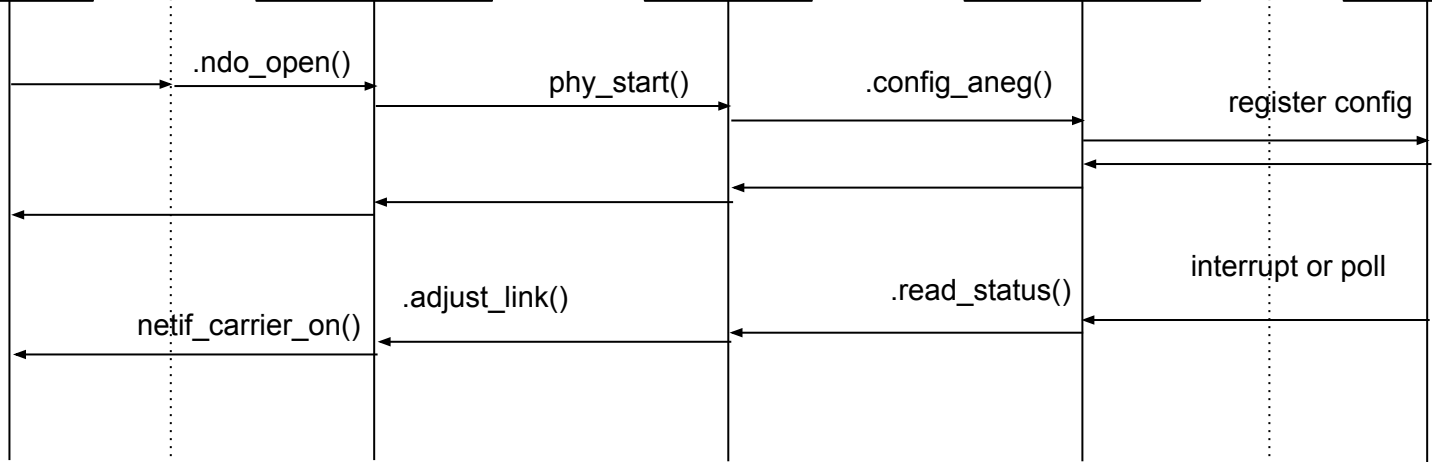 .ndo_open()
phy_start()
.config_aneg()
register config
interrupt or poll
.read_status()
.adjust_link()
netif_carrier_on()